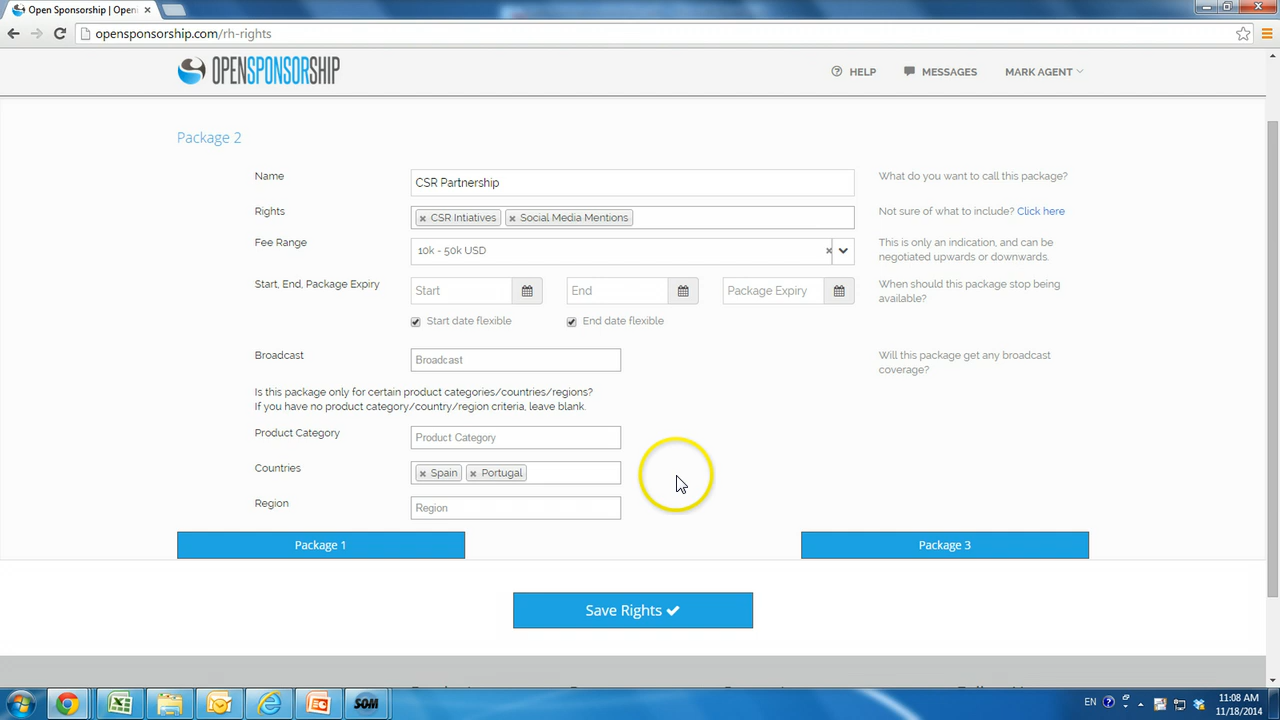 Open Sponsorship | Open
opensponsorship.com/rh-rights
OPENSPONSORSHIP
HELP
MESSAGES
MARK AGENT
Package 2
Name
CSR Partnership
What do you want to call this package?
Rights
CSR Intiatives
Social Media Mentions
Not sure of what to include? Click here
Fee Range
10k - 50k USD
This is only an indication, and can be
negotiated upwards or downwards.
Start, End, Package Expiry
Start
End
Package Expiry
When should this package stop being
available?
Start date flexible
End date flexible
Broadcast
Broadcast
Will this package get any broadcast
coverage?
Is this package only for certain product categories/countries/regions?
If you have no product category/country/region criteria, leave blank.
Product Category
Product Category
Countries
Spain
Portugal
Region
Region
Package 1
Package 3
Save Rights
SOM
EN
11:08 AM
11/18/2014